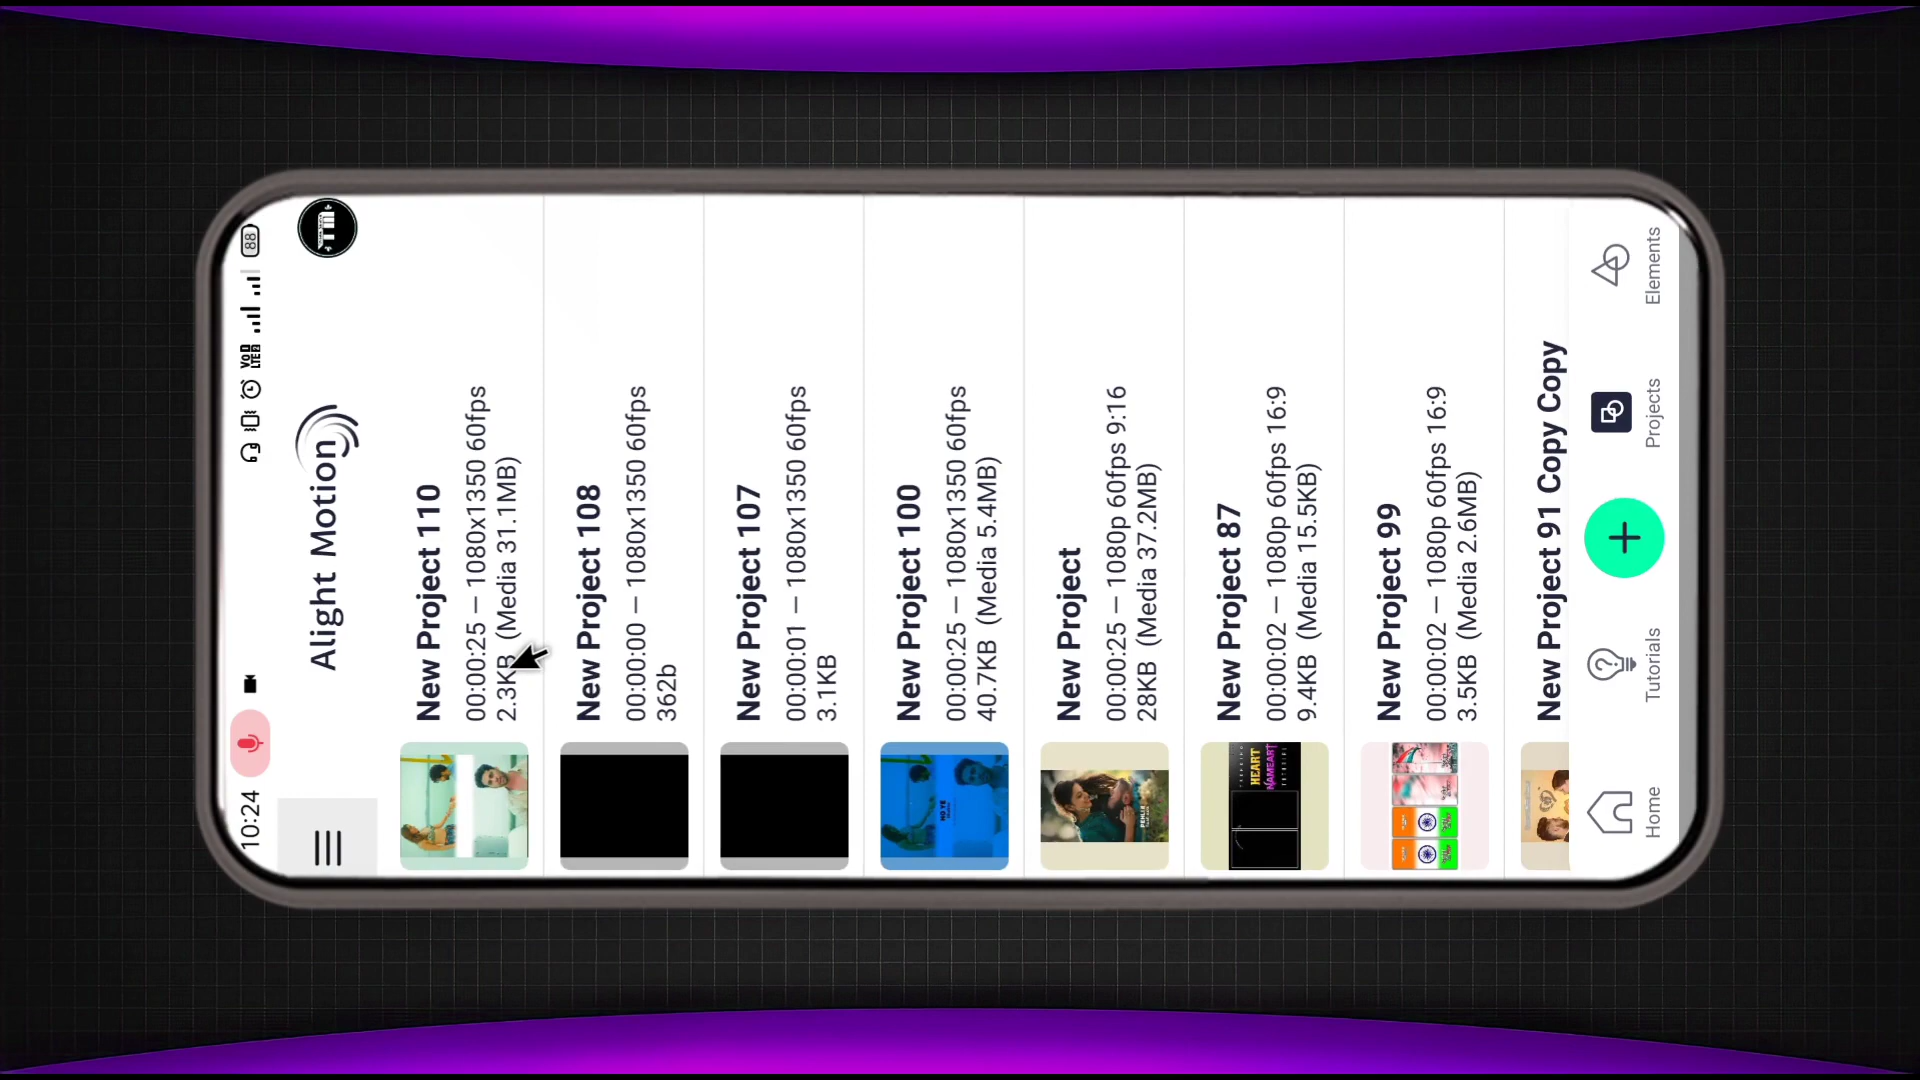 10:24
VoD
LTE2
88
Alight Motion
New Project 110
00:00:25 – 1080x1350 60fps
2.3KB (Media 31.1MB)
New Project 108
00:00:00 – 1080x1350 60fps
362b
New Project 107
00:00:01 – 1080x1350 60fps
3.1KB
New Project 100
00:00:25 – 1080x1350 60fps
40.7KB (Media 5.4MB)
New Project
00:00:25 – 1080p 60fps 9:16
28KB (Media 37.2MB)
New Project 87
00:00:02 – 1080p 60fps 16:9
9.4KB (Media 15.5KB)
HEART
NAMEART
New Project 99
00:00:02 – 1080p 60fps 16:9
3.5KB (Media 2.6MB)
New Project 91 Copy Copy
Home
Tutorials
Projects
Elements